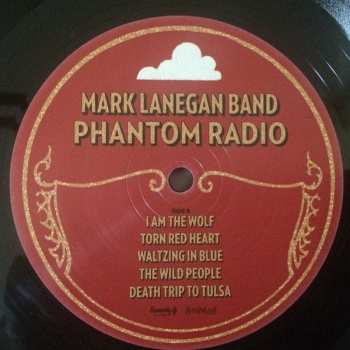 MARK LANEGAN BAND
PHANTOM RADIO
I AM THE WOLF
TORN RED HEART
WALTZING IN BLUE
THE WILD PEOPLE
DEATH TRIP TO TULSA